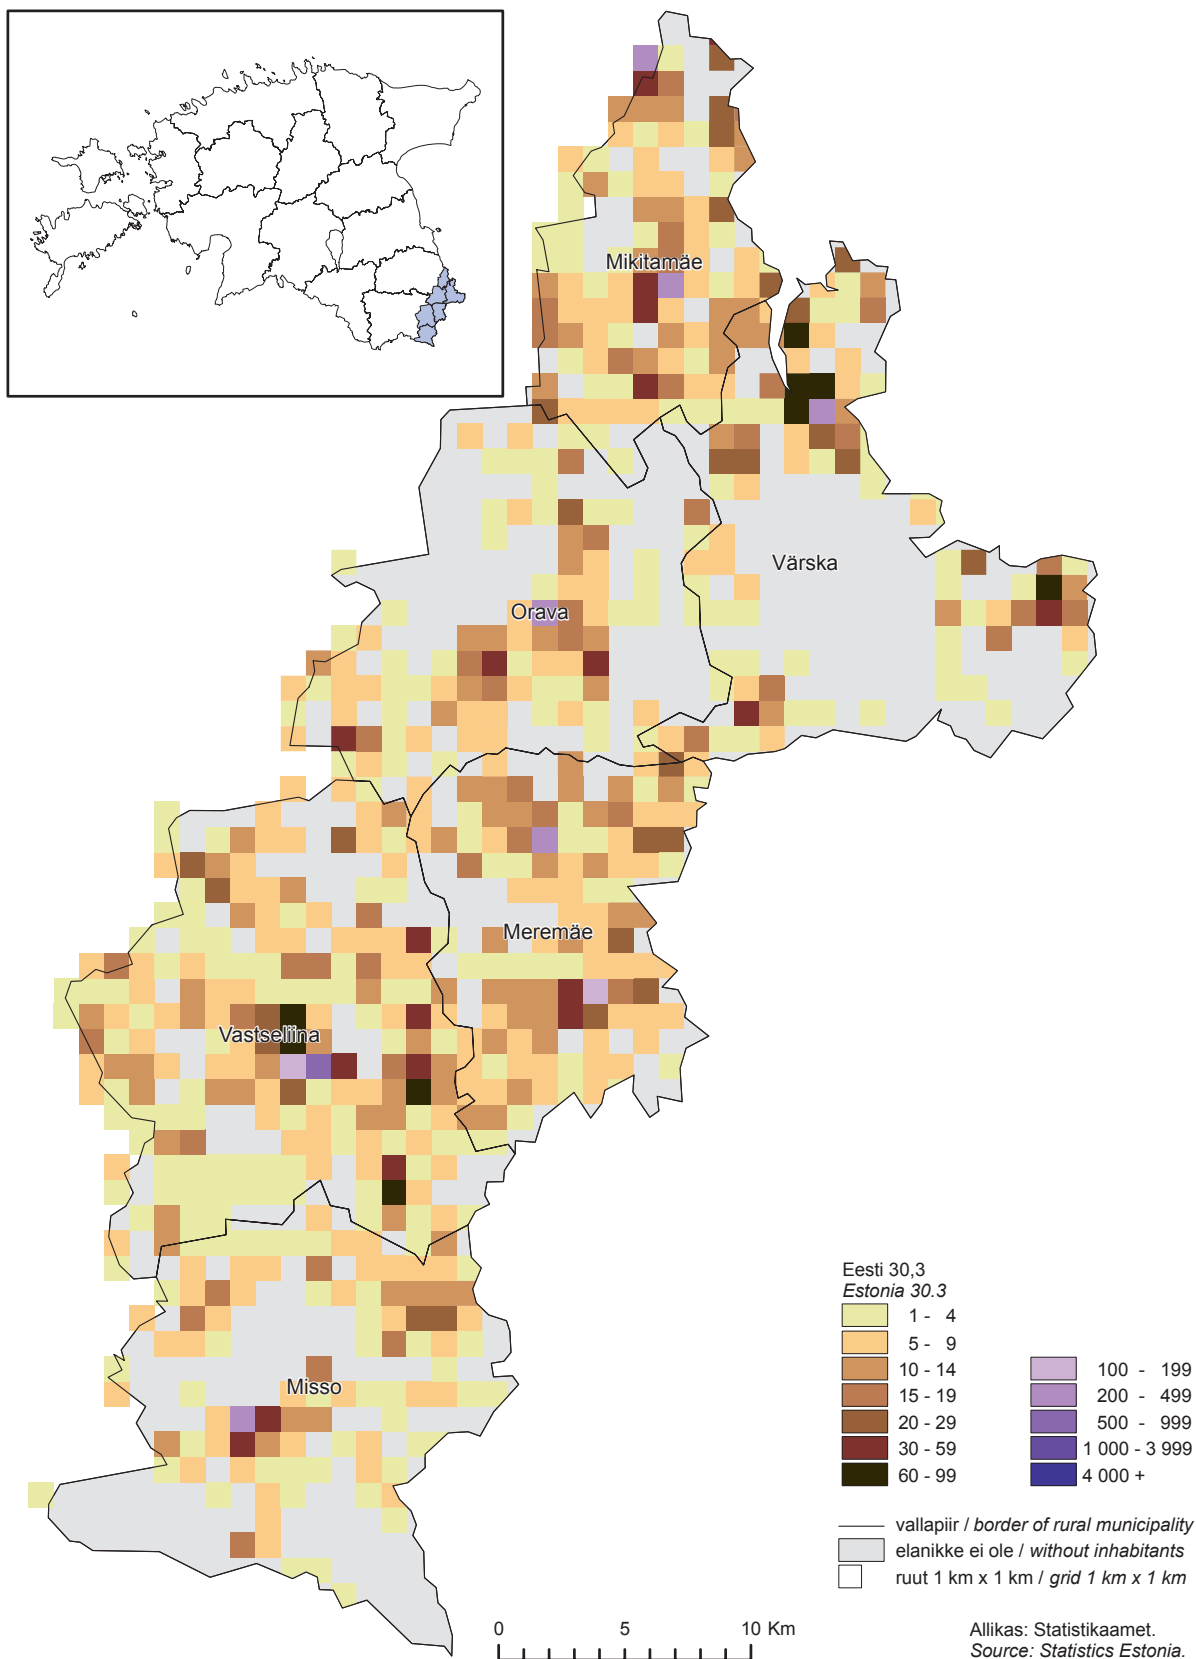 Mikitamäe
Värska
Orava
Meremäe
Vastseliina
Misso
Eesti 30,3
Estonia 30.3
1 - 4
5 - 9
10 - 14
15 - 19
20 - 29
30 - 59
60 - 99
100 - 199
200 - 499
500 - 999
1 000 - 3 999
4 000 +
vallapiir / border of rural municipality
elanikke ei ole / without inhabitants
ruut 1 km x 1 km / grid 1 km x 1 km
0 5 10 Km
Allikas: Statistikaamet.
Source: Statistics Estonia.